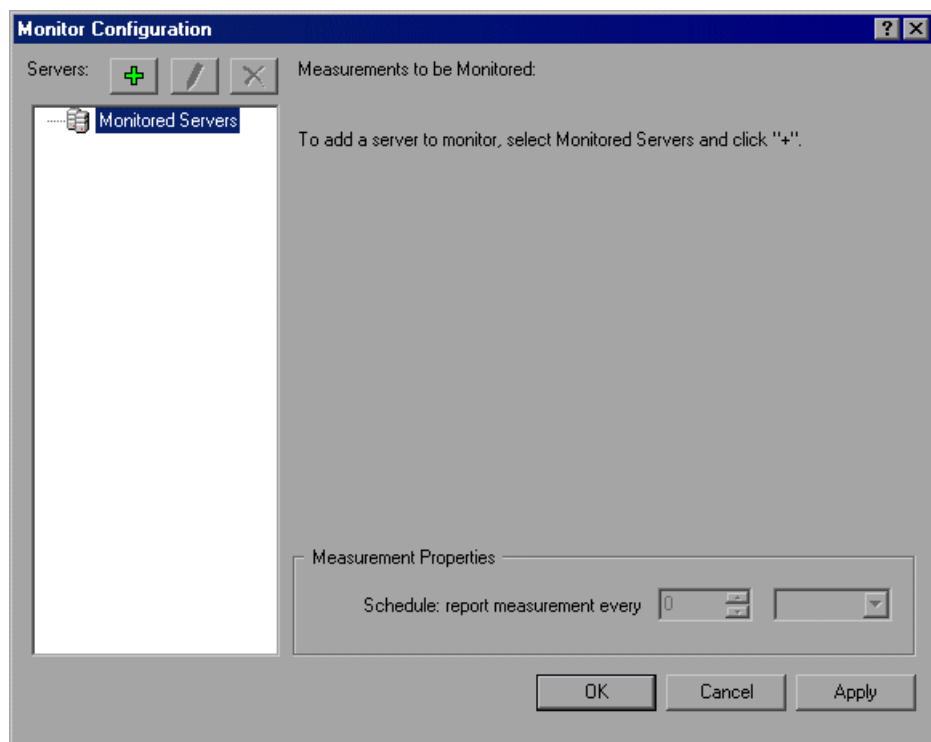 Monitor Configuration
Servers:
Measurements to be Monitored:
Monitored Servers
To add a server to monitor, select Monitored Servers and click "+".
Measurement Properties
Schedule: report measurement every 0
OK Cancel Apply